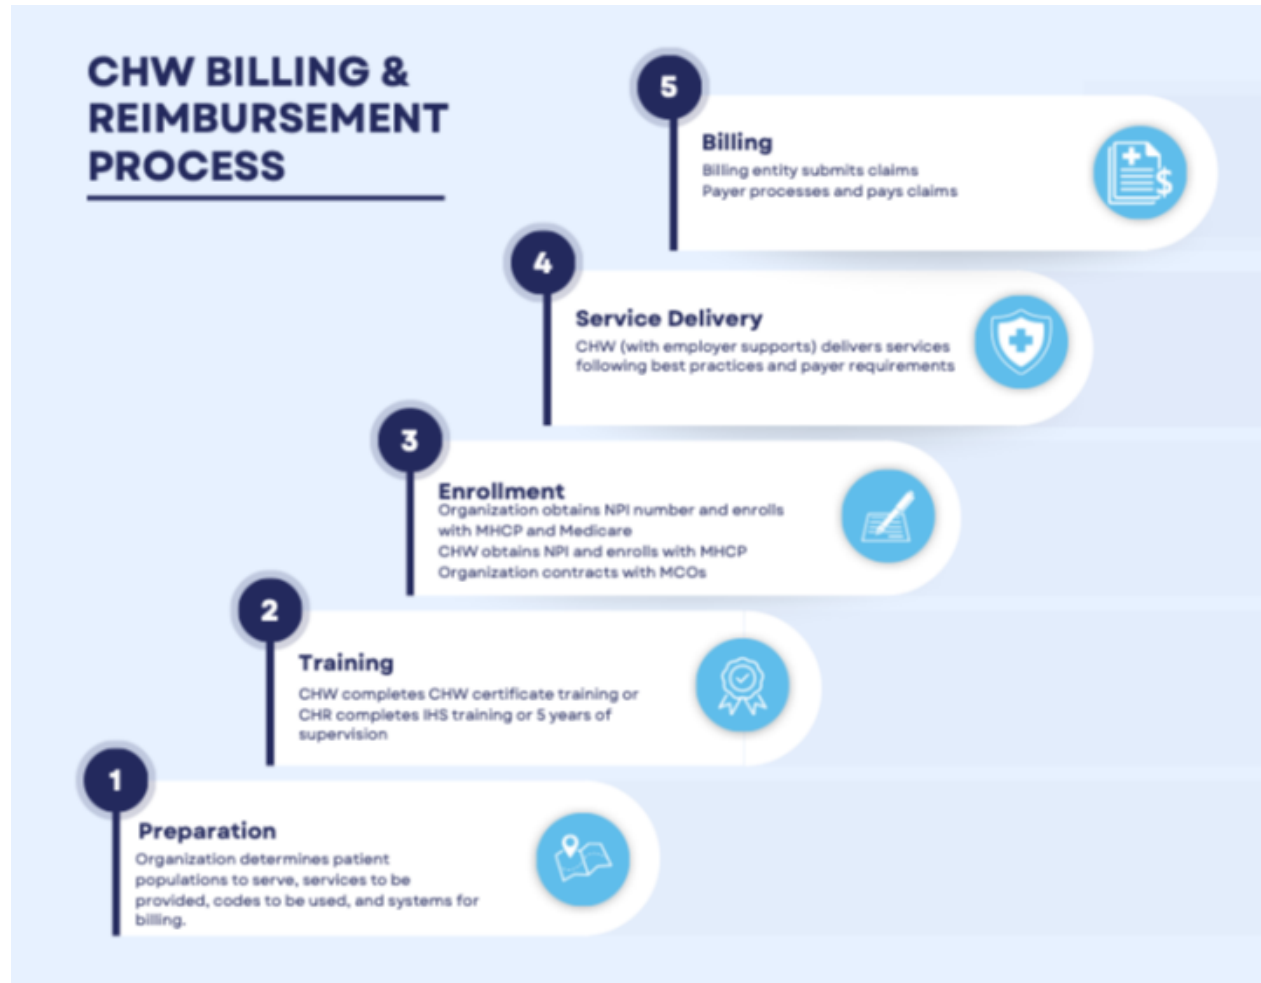 CHW BILLING &
REIMBURSEMENT
PROCESS
5
Billing
Billing entity submits claims
Payer processes and pays claims
$
4
Service Delivery
CHW (with employer supports) delivers services
following best practices and payer requirements
3
Enrollment
Organization obtains NPI number and enrolls
with MHCP and Medicare
CHW obtains NPI and enrolls with MHCP
Organization contracts with MCOs
2
Training
CHW completes CHW certificate training or
CHR completes IHS training or 5 years of
supervision
1
Preparation
Organization determines patient
populations to serve, services to be
provided, codes to be used, and systems for
billing.